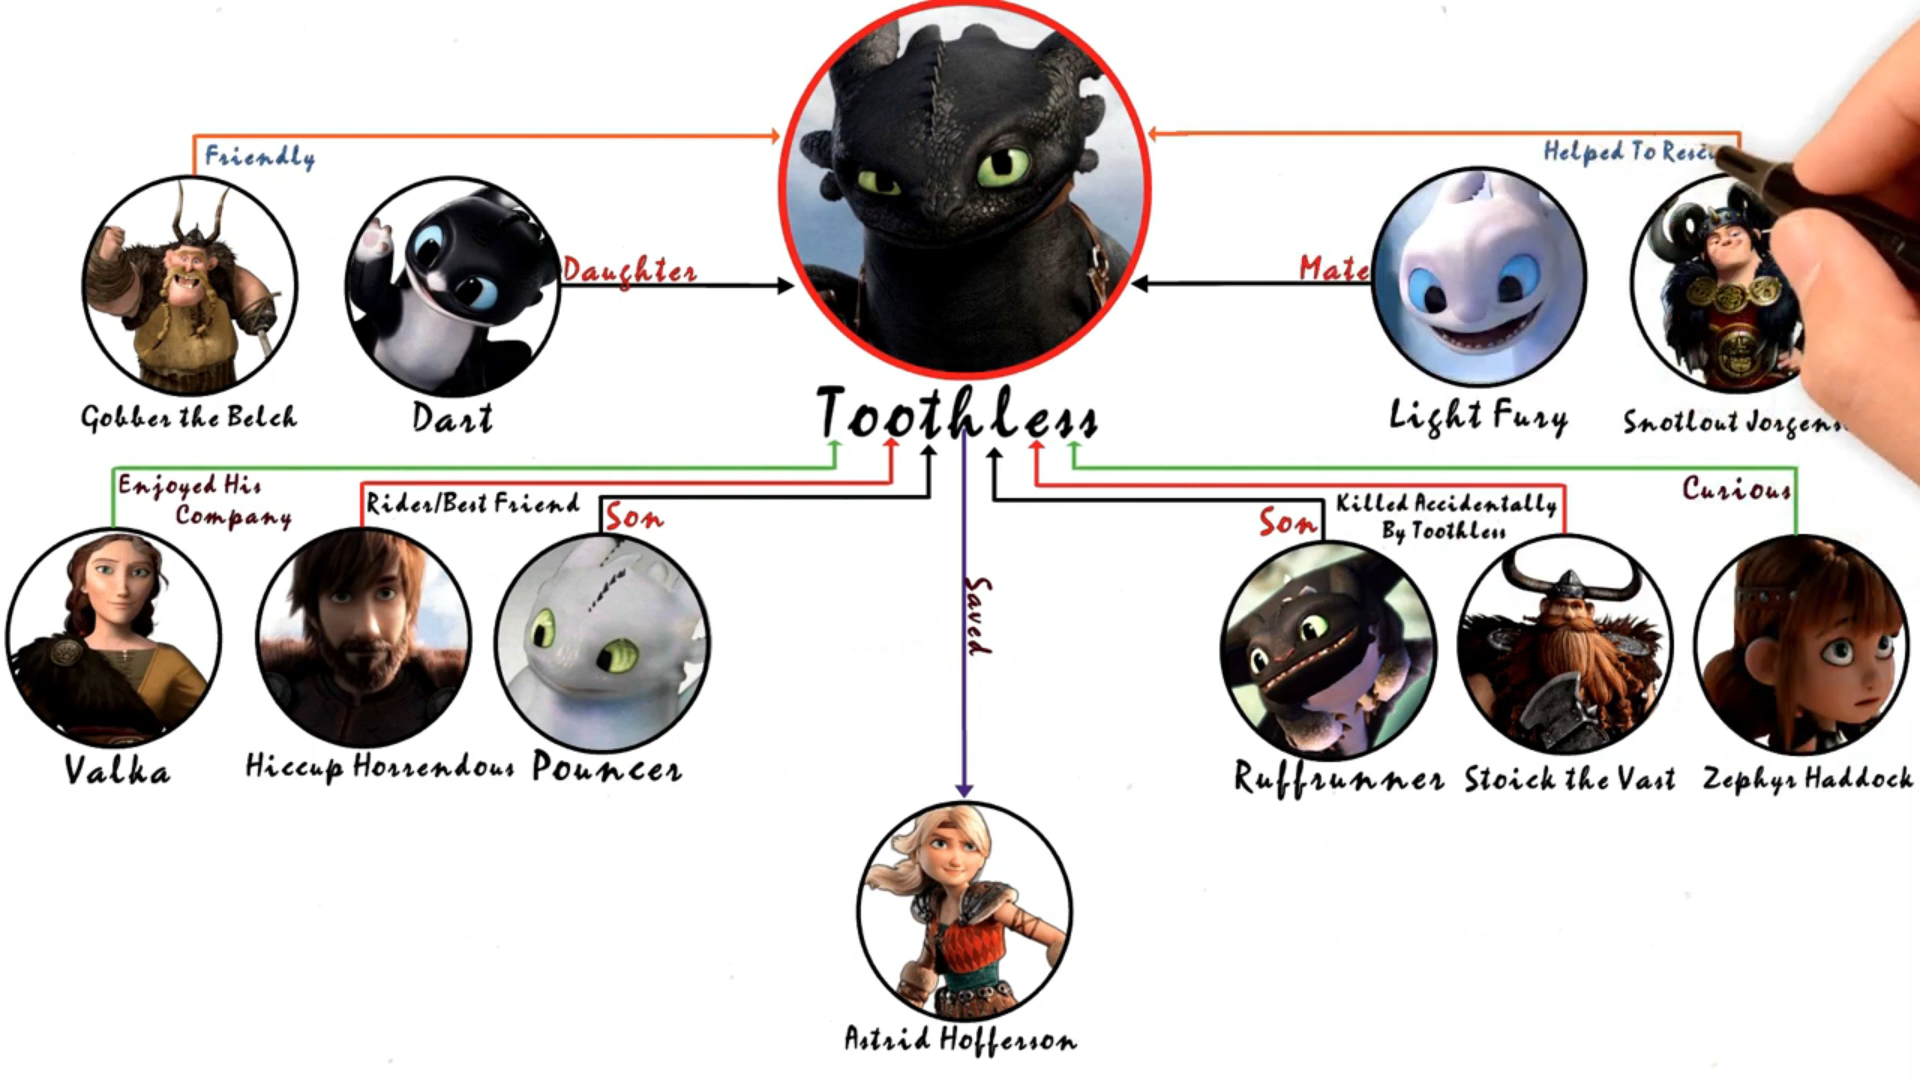 Friendly
Helped To
Daughter
Mate
Gobber the Belch
Dart
Toothless
Light Fury
Snotlout
Enjoyed His
Company
Rider/Best Friend
Son
Son
Killed Accidentally
By Toothless
Curious
Saved
Valka
Hiccup Horrendous
Pouncer
Ruffrunner
Stoick the Vast
Zephyr Haddock
Astrid Hofferson